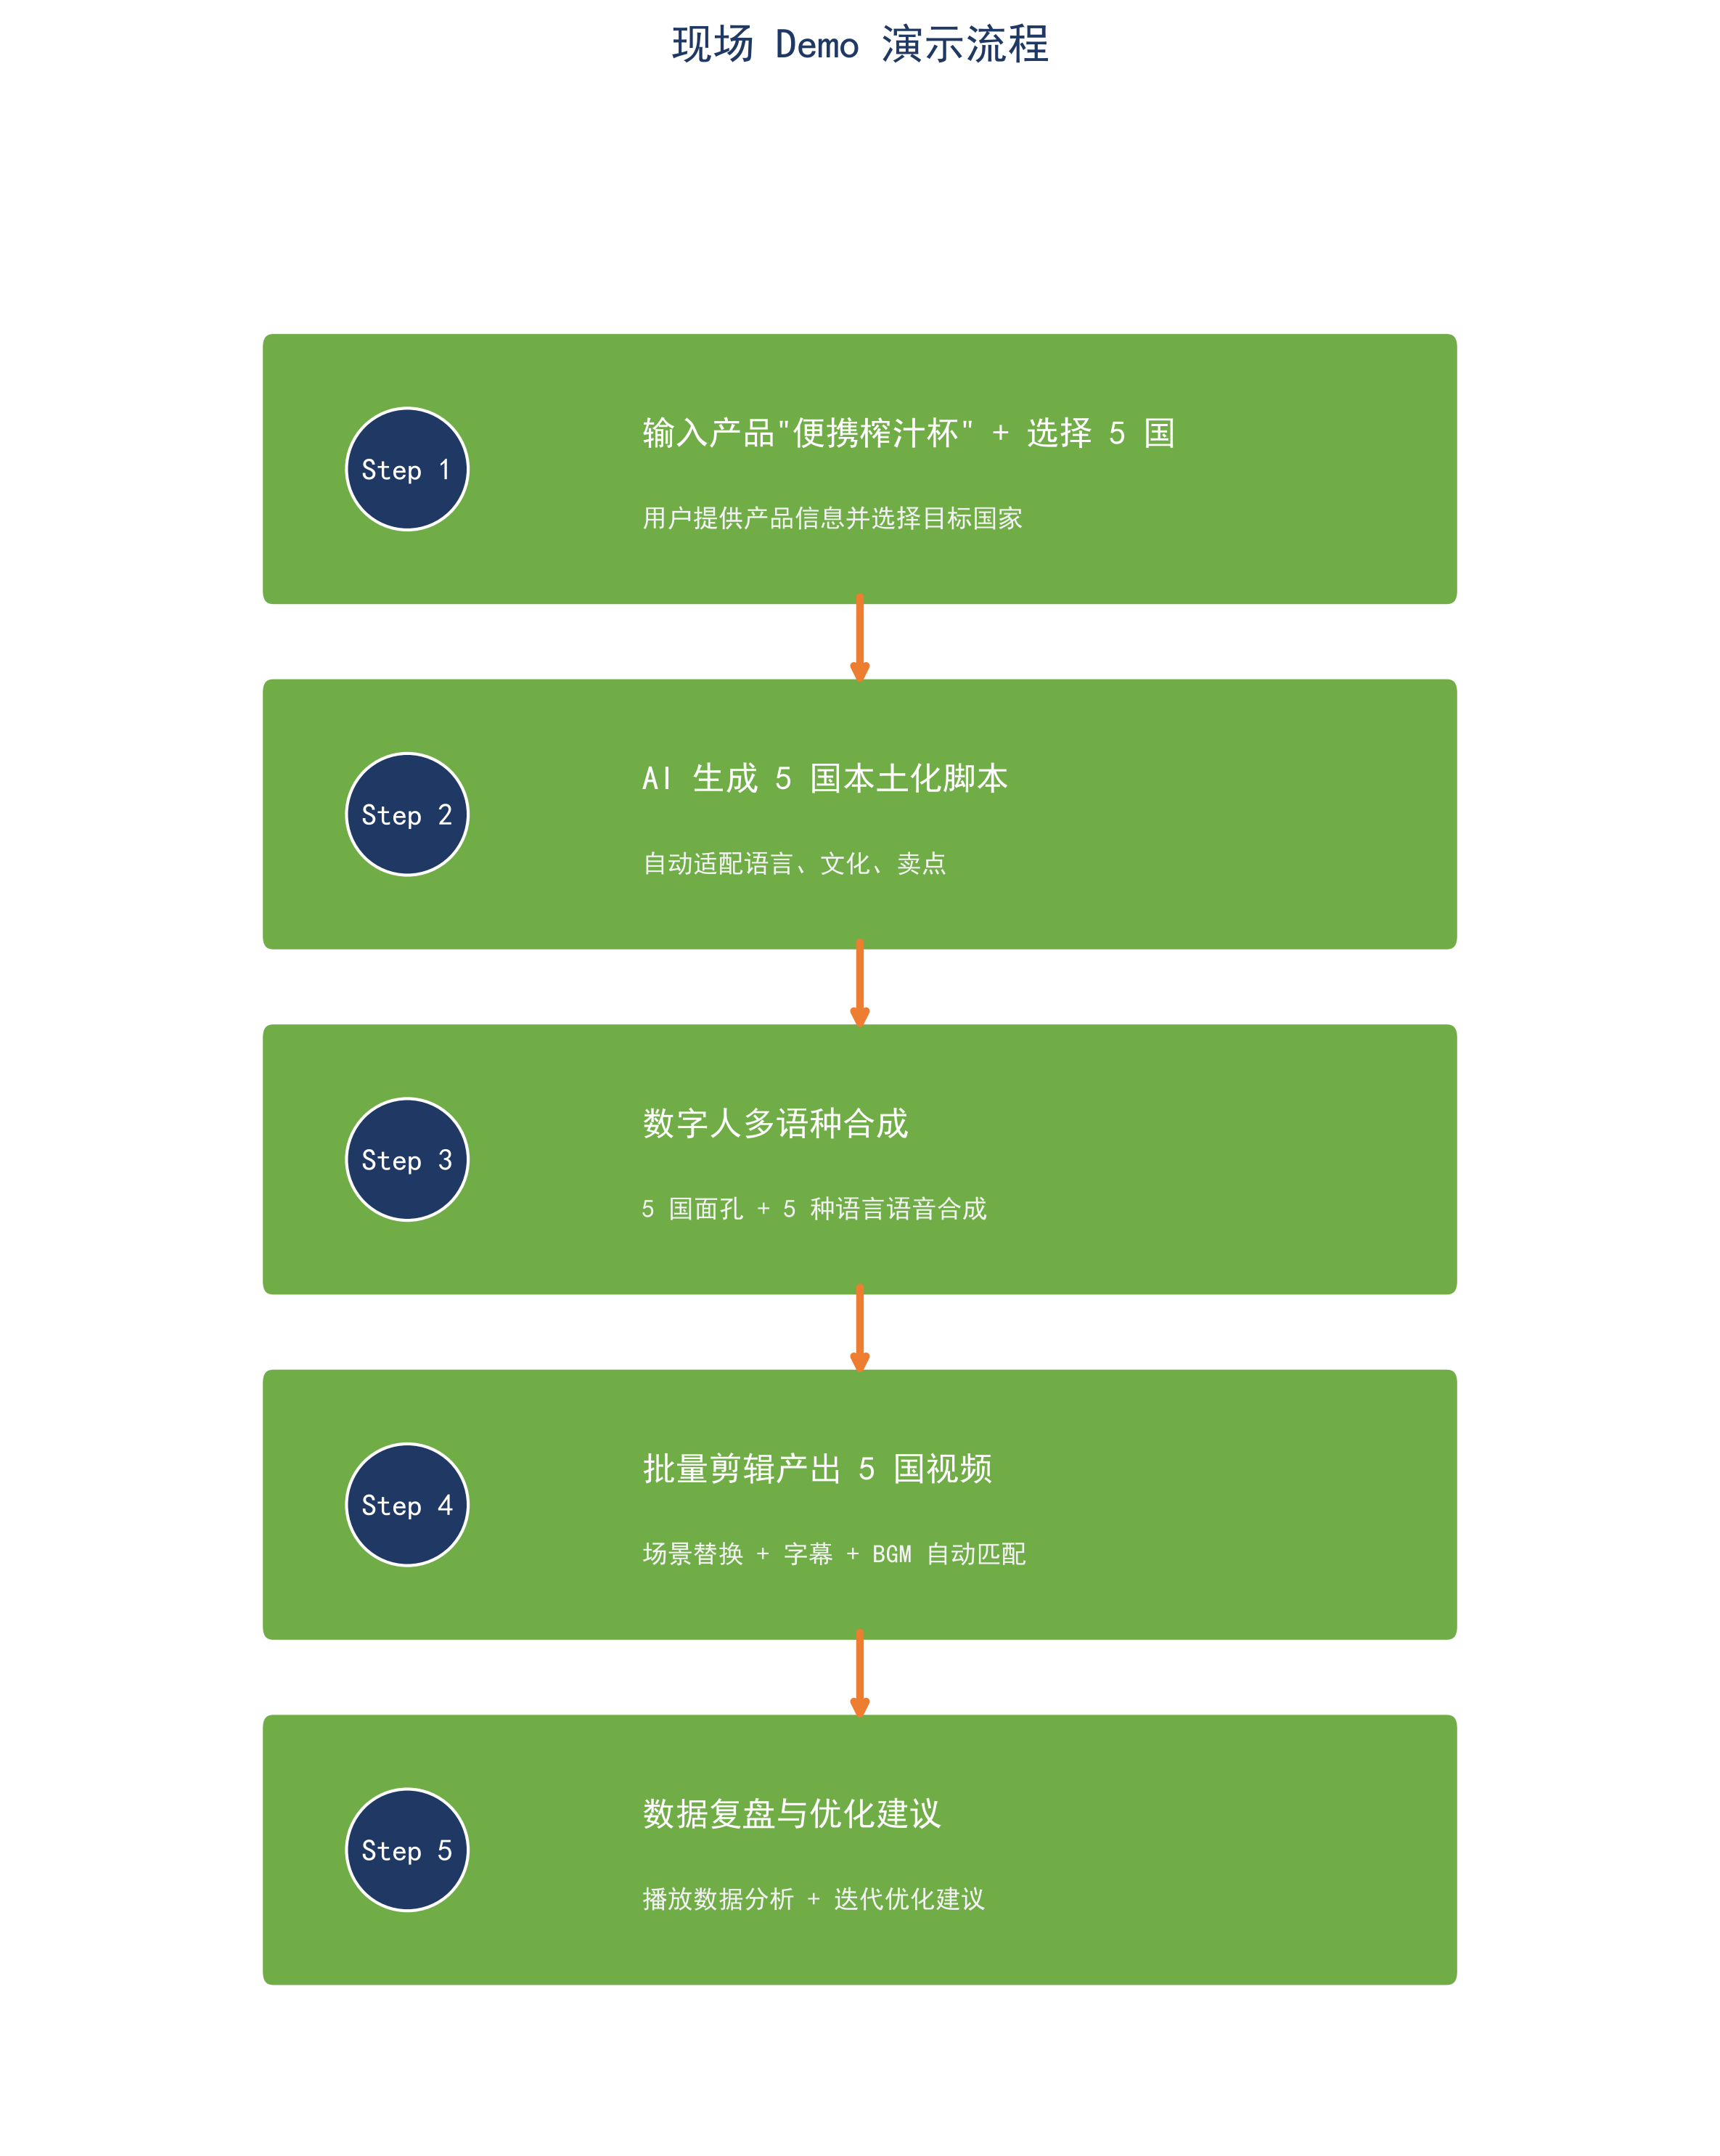 现场 Demo 演示流程
Step 1
输入产品"便携榨汁杯" + 选择 5 国
用户提供产品信息并选择目标国家
Step 2
AI 生成 5 国本土化脚本
自动适配语言、文化、卖点
Step 3
数字人多语种合成
5 国面孔 + 5 种语言语音合成
Step 4
批量剪辑产出 5 国视频
场景替换 + 字幕 + BGM 自动匹配
Step 5
数据复盘与优化建议
播放数据分析 + 迭代优化建议